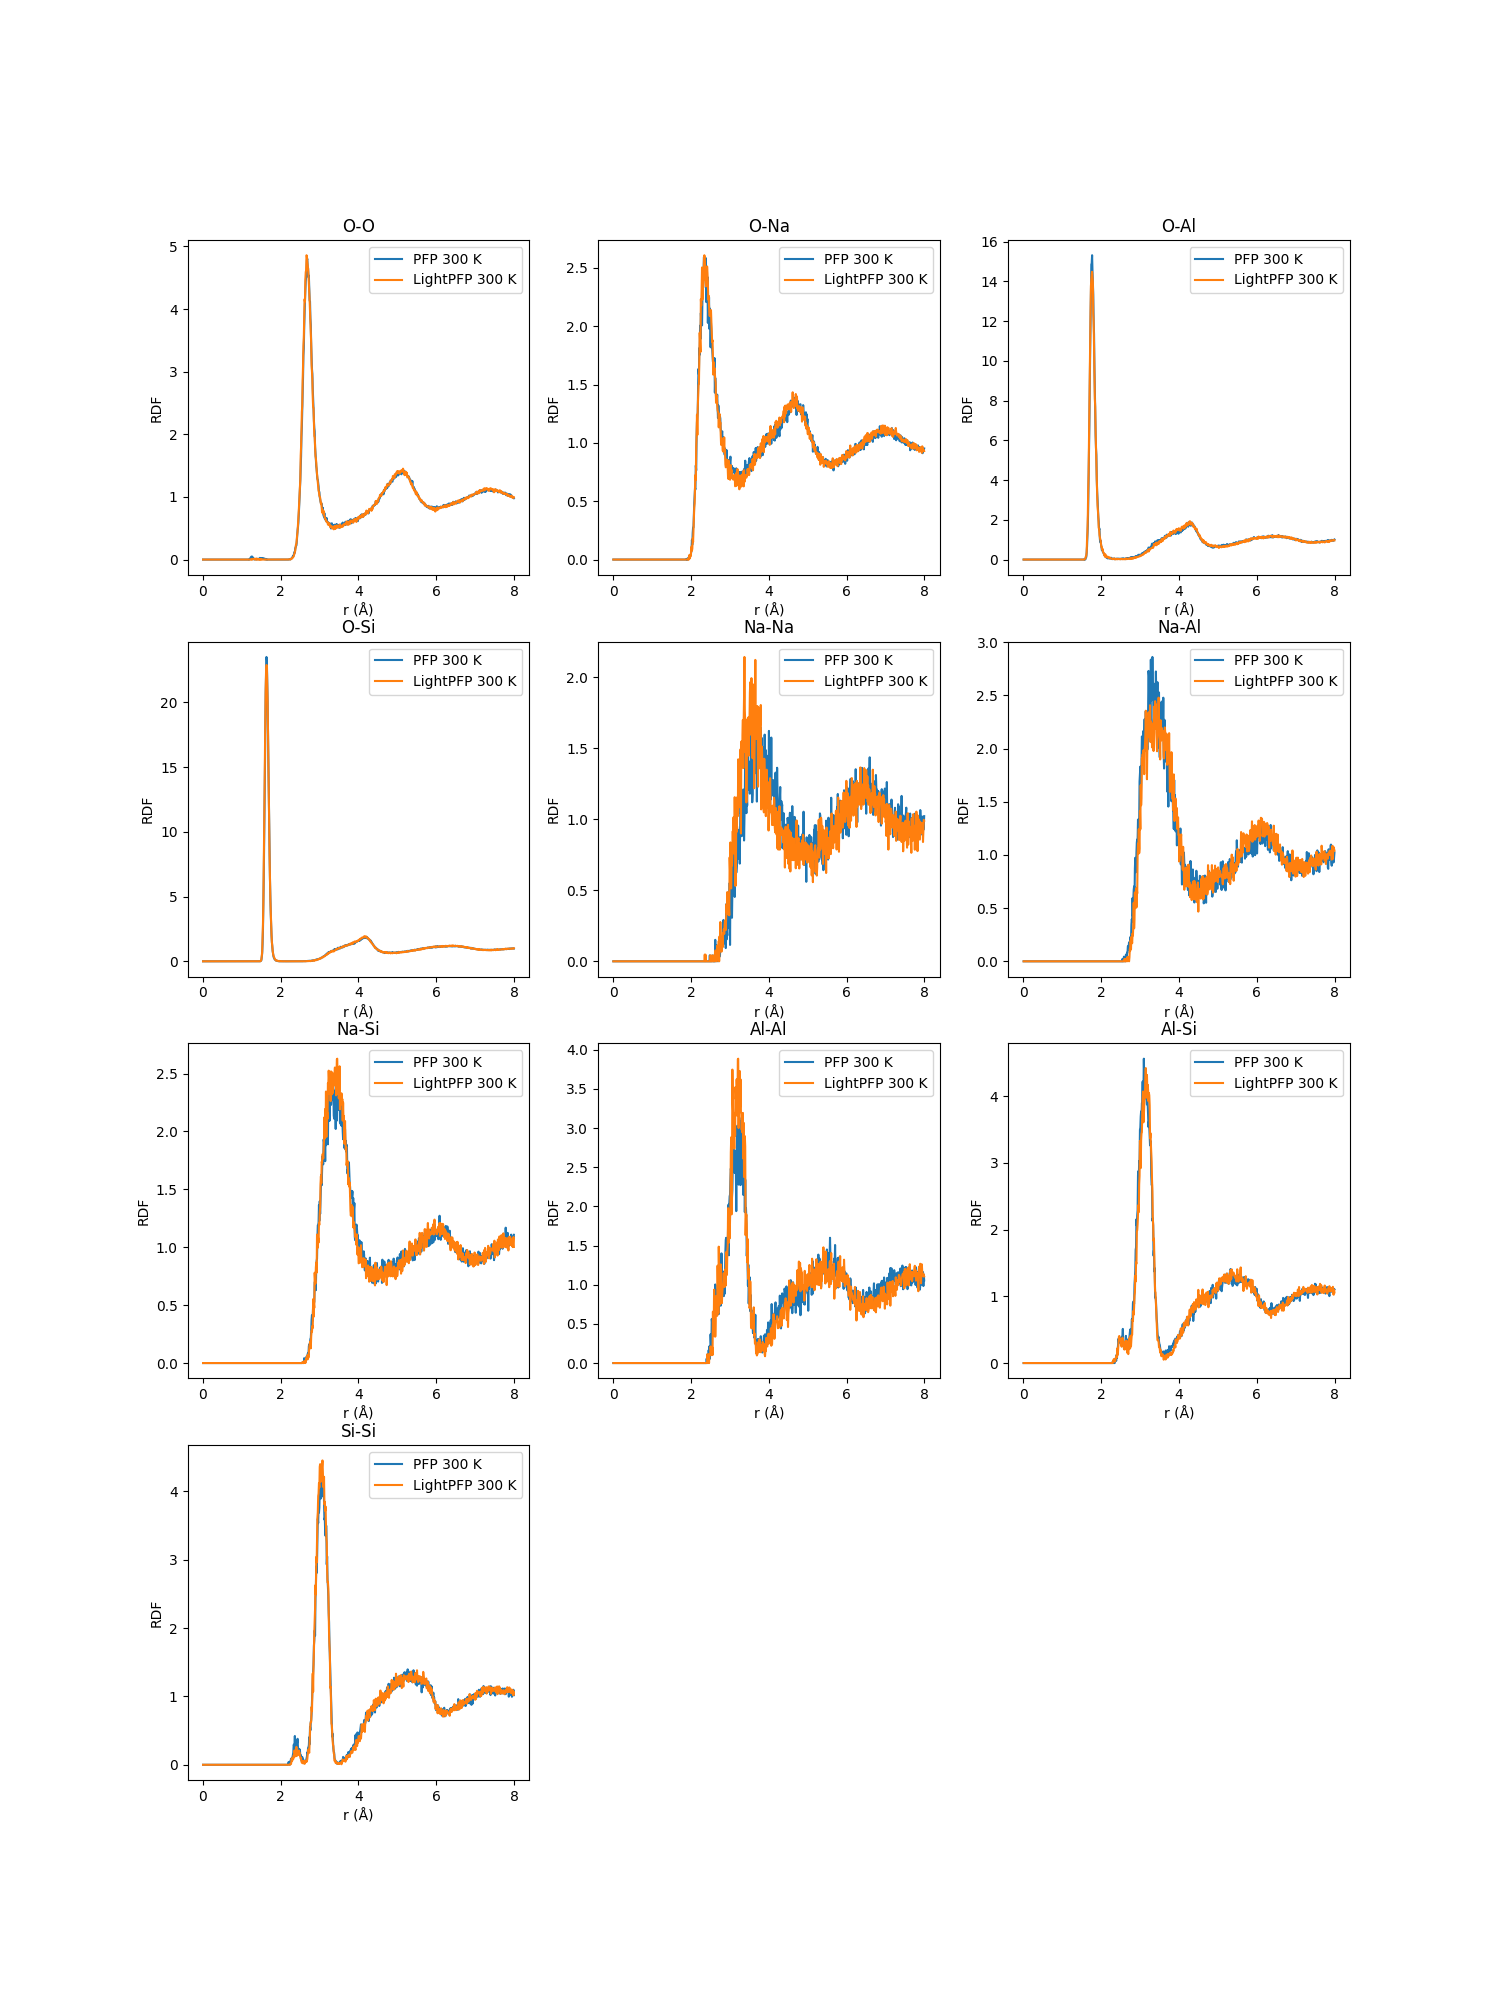 O-O
O-Na
O-Al
5
4
3
2
1
0
RDF
PFP 300 K
LightPFP 300 K
0 2 4 6 8
r (Å)
2.5
2.0
1.5
1.0
0.5
0.0
RDF
PFP 300 K
LightPFP 300 K
0 2 4 6 8
r (Å)
16
14
12
10
8
6
4
2
0
RDF
PFP 300 K
LightPFP 300 K
0 2 4 6 8
r (Å)
O-Si
Na-Na
Na-Al
20
15
10
5
0
RDF
PFP 300 K
LightPFP 300 K
0 2 4 6 8
r (Å)
2.0
1.5
1.0
0.5
0.0
RDF
PFP 300 K
LightPFP 300 K
0 2 4 6 8
r (Å)
3.0
2.5
2.0
1.5
1.0
0.5
0.0
RDF
PFP 300 K
LightPFP 300 K
0 2 4 6 8
r (Å)
Na-Si
Al-Al
Al-Si
2.5
2.0
1.5
1.0
0.5
0.0
RDF
PFP 300 K
LightPFP 300 K
0 2 4 6 8
r (Å)
4.0
3.5
3.0
2.5
2.0
1.5
1.0
0.5
0.0
RDF
PFP 300 K
LightPFP 300 K
0 2 4 6 8
r (Å)
4
3
2
1
0
RDF
PFP 300 K
LightPFP 300 K
0 2 4 6 8
r (Å)
Si-Si
4
3
2
1
0
RDF
PFP 300 K
LightPFP 300 K
0 2 4 6 8
r (Å)